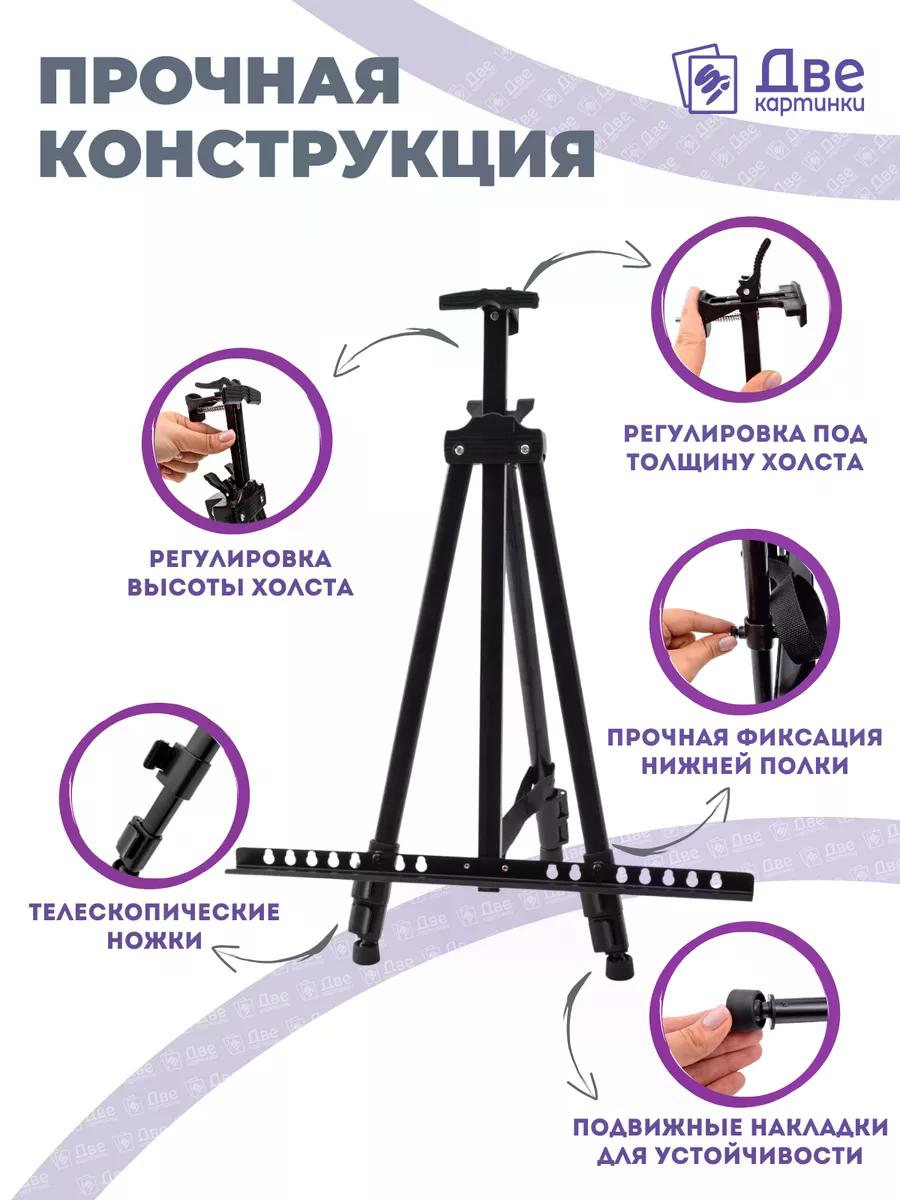 ПРОЧНАЯ
КОНСТРУКЦИЯ
Две
картинки
РЕГУЛИРОВКА ПОД
ТОЛЩИНУ ХОЛСТА
РЕГУЛИРОВКА
ВЫСОТЫ ХОЛСТА
ПРОЧНАЯ ФИКСАЦИЯ
НИЖНЕЙ ПОЛКИ
ТЕЛЕСКОПИЧЕСКИЕ
НОЖКИ
ПОДВИЖНЫЕ НАКЛАДКИ
ДЛЯ УСТОЙЧИВОСТИ